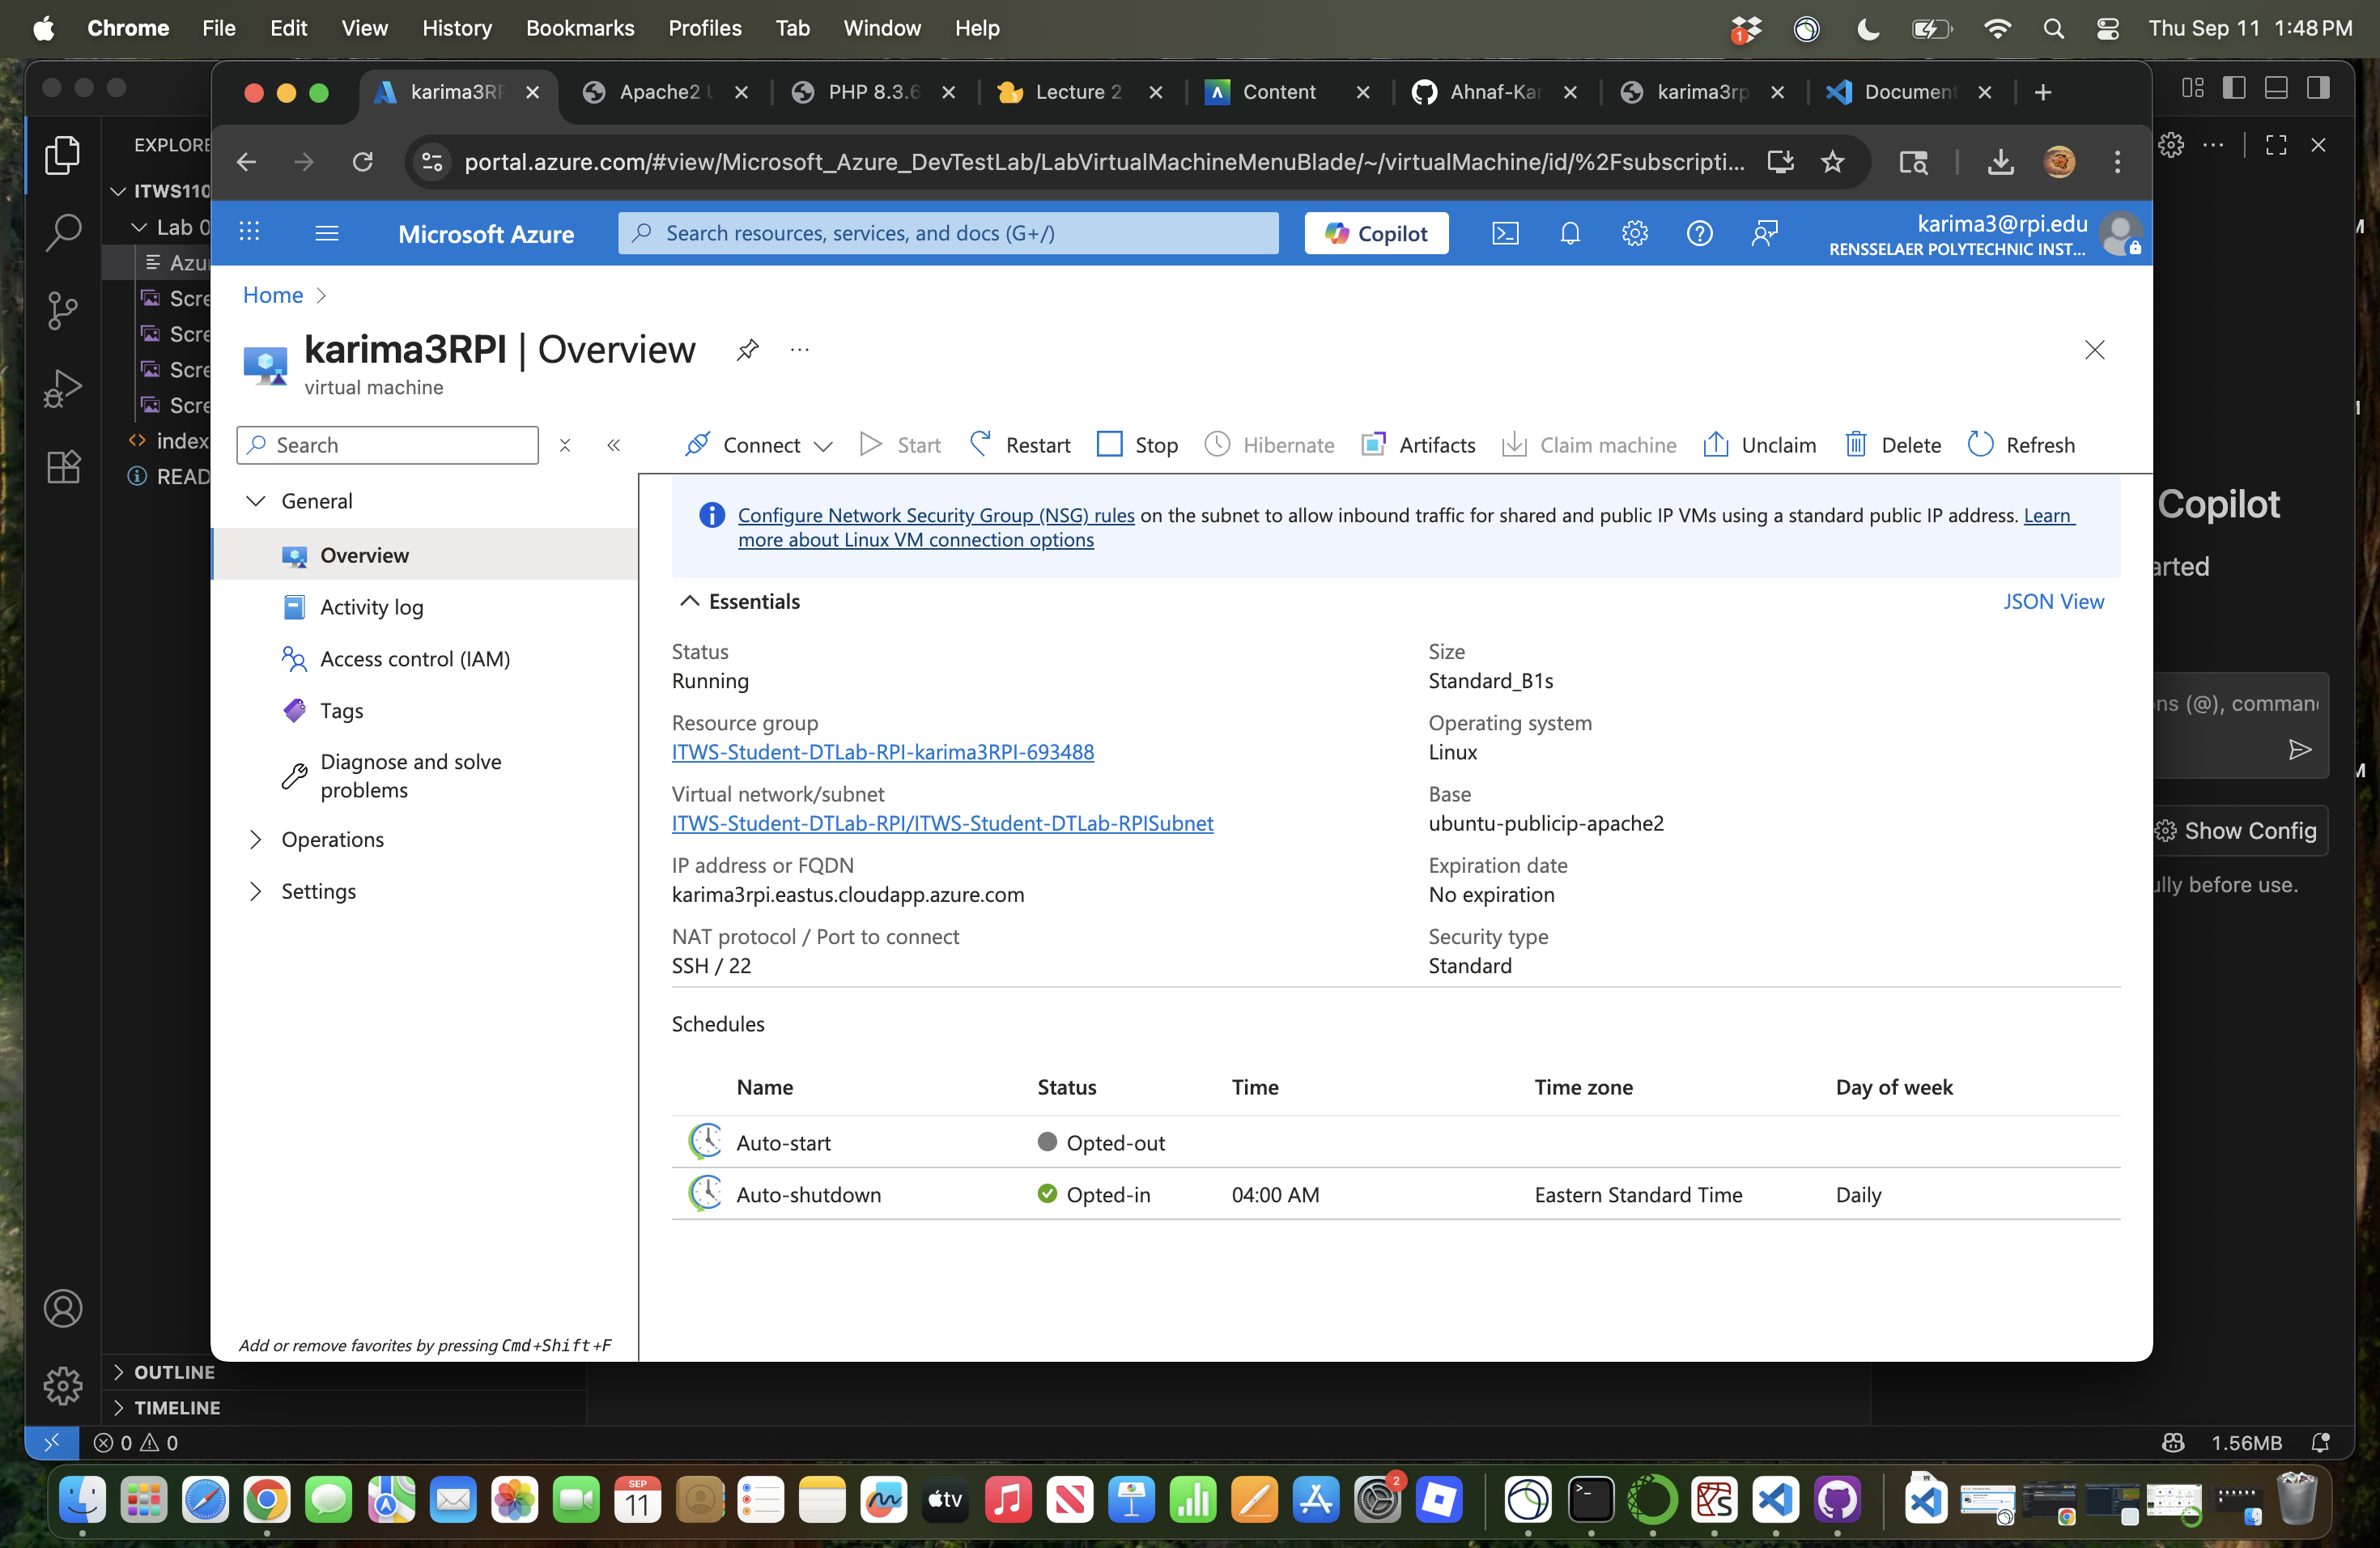 Chrome File Edit View History Bookmarks Profiles Tab Window Help
1
Thu Sep 11 1:48 PM
karima3RP
Apache2 U
PHP 8.3.6
Lecture 2
Content
Ahnaf-Kar
karima3rp
Document
EXPLORE
portal.azure.com/#view/Microsoft_Azure_DevTestLab/LabVirtualMachineMenuBlade/~/virtualMachine/id/%2Fsubscripti...
ITWS110
Lab 0
Azu
Scre
Scre
Scre
Scre
index
READ
Microsoft Azure
Search resources, services, and docs (G+/)
Copilot
karima3@rpi.edu
RENSSELAER POLYTECHNIC INST...
Home
karima3RPI | Overview
virtual machine
Search
Connect Start Restart Stop Hibernate Artifacts Claim machine Unclaim Delete Refresh
General
Overview
Activity log
Access control (IAM)
Tags
Diagnose and solve
problems
Operations
Settings
Add or remove favorites by pressing Cmd+Shift+F
Configure Network Security Group (NSG) rules on the subnet to allow inbound traffic for shared and public IP VMs using a standard public IP address. Learn
more about Linux VM connection options
Essentials
JSON View
Status
Running
Resource group
ITWS-Student-DTLab-RPI-karima3RPI-693488
Virtual network/subnet
ITWS-Student-DTLab-RPI/ITWS-Student-DTLab-RPISubnet
IP address or FQDN
karima3rpi.eastus.cloudapp.azure.com
NAT protocol / Port to connect
SSH / 22
Size
Standard_B1s
Operating system
Linux
Base
ubuntu-publicip-apache2
Expiration date
No expiration
Security type
Standard
Schedules
Name Status Time Time zone Day of week
Auto-start Opted-out
Auto-shutdown Opted-in 04:00 AM Eastern Standard Time Daily
Copilot
arted
ns (@), comman
Show Config
ully before use.
OUTLINE
TIMELINE
0 0
1.56MB
SEP
11
tv
2